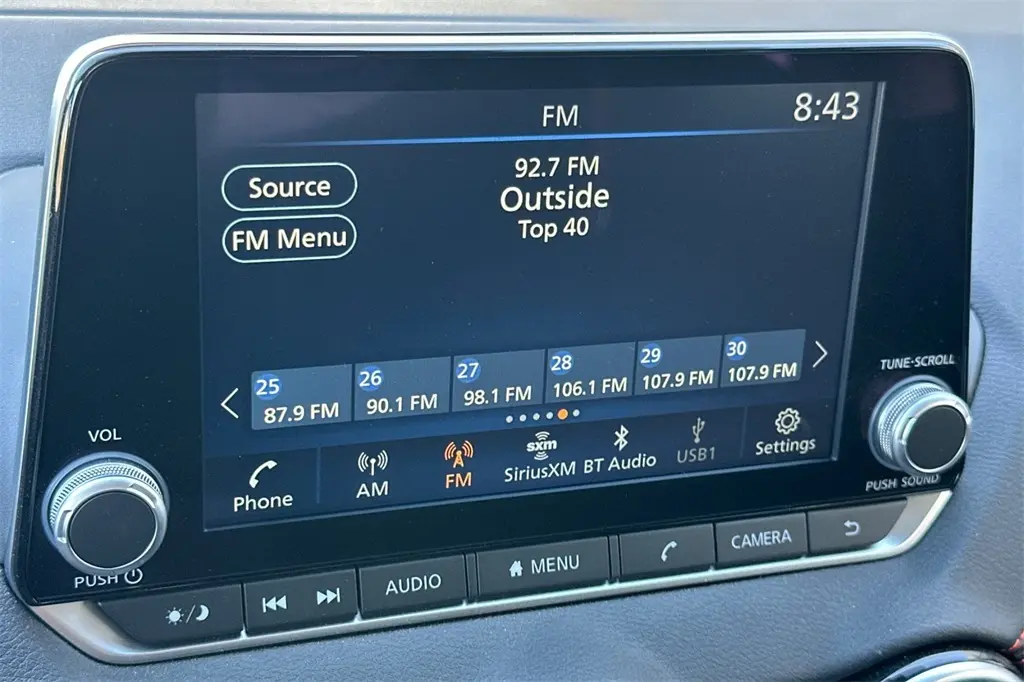 FM
8:43
Source
FM Menu
92.7 FM
Outside
Top 40
25
87.9 FM
26
90.1 FM
27
98.1 FM
28
106.1 FM
29
107.9 FM
30
107.9 FM
Phone
AM
FM
sxm
SiriusXM
BT Audio
USB1
Settings
VOL
PUSH
TUNE·SCROLL
PUSH SOUND
AUDIO
MENU
CAMERA